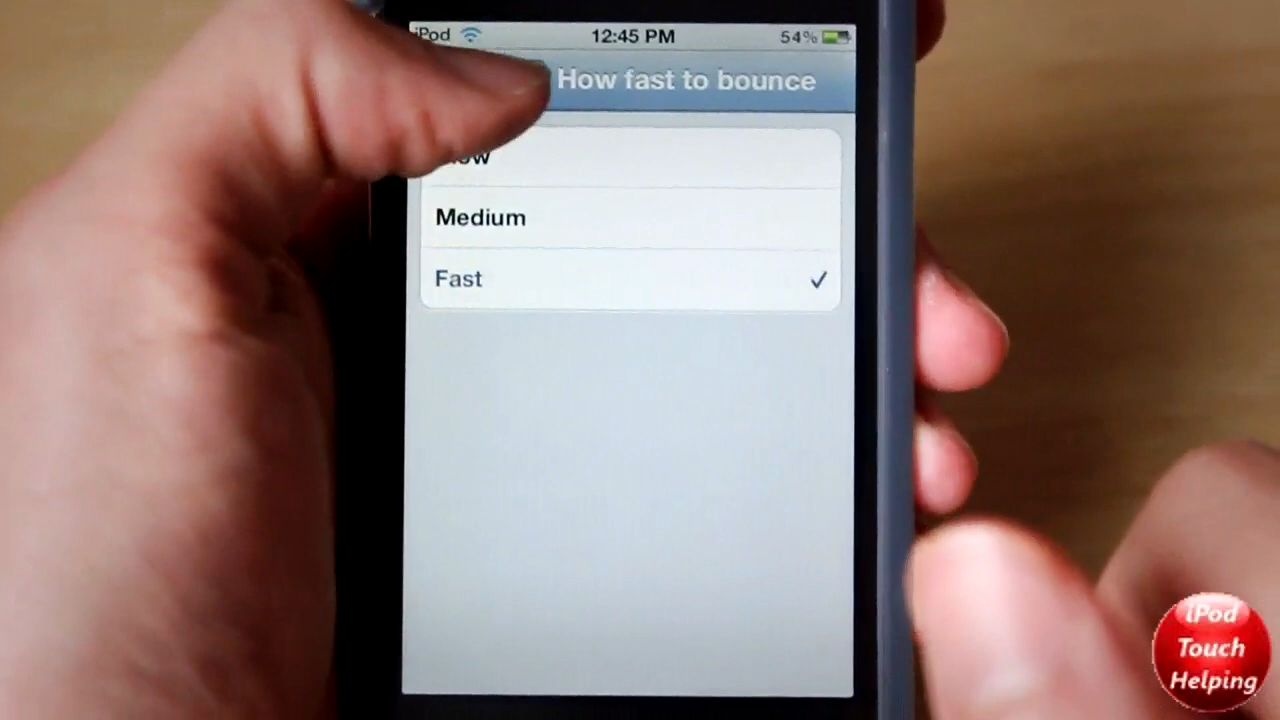 iPod 12:45 PM 54%
How fast to bounce
Medium
Fast ✓
iPod
Touch
Helping